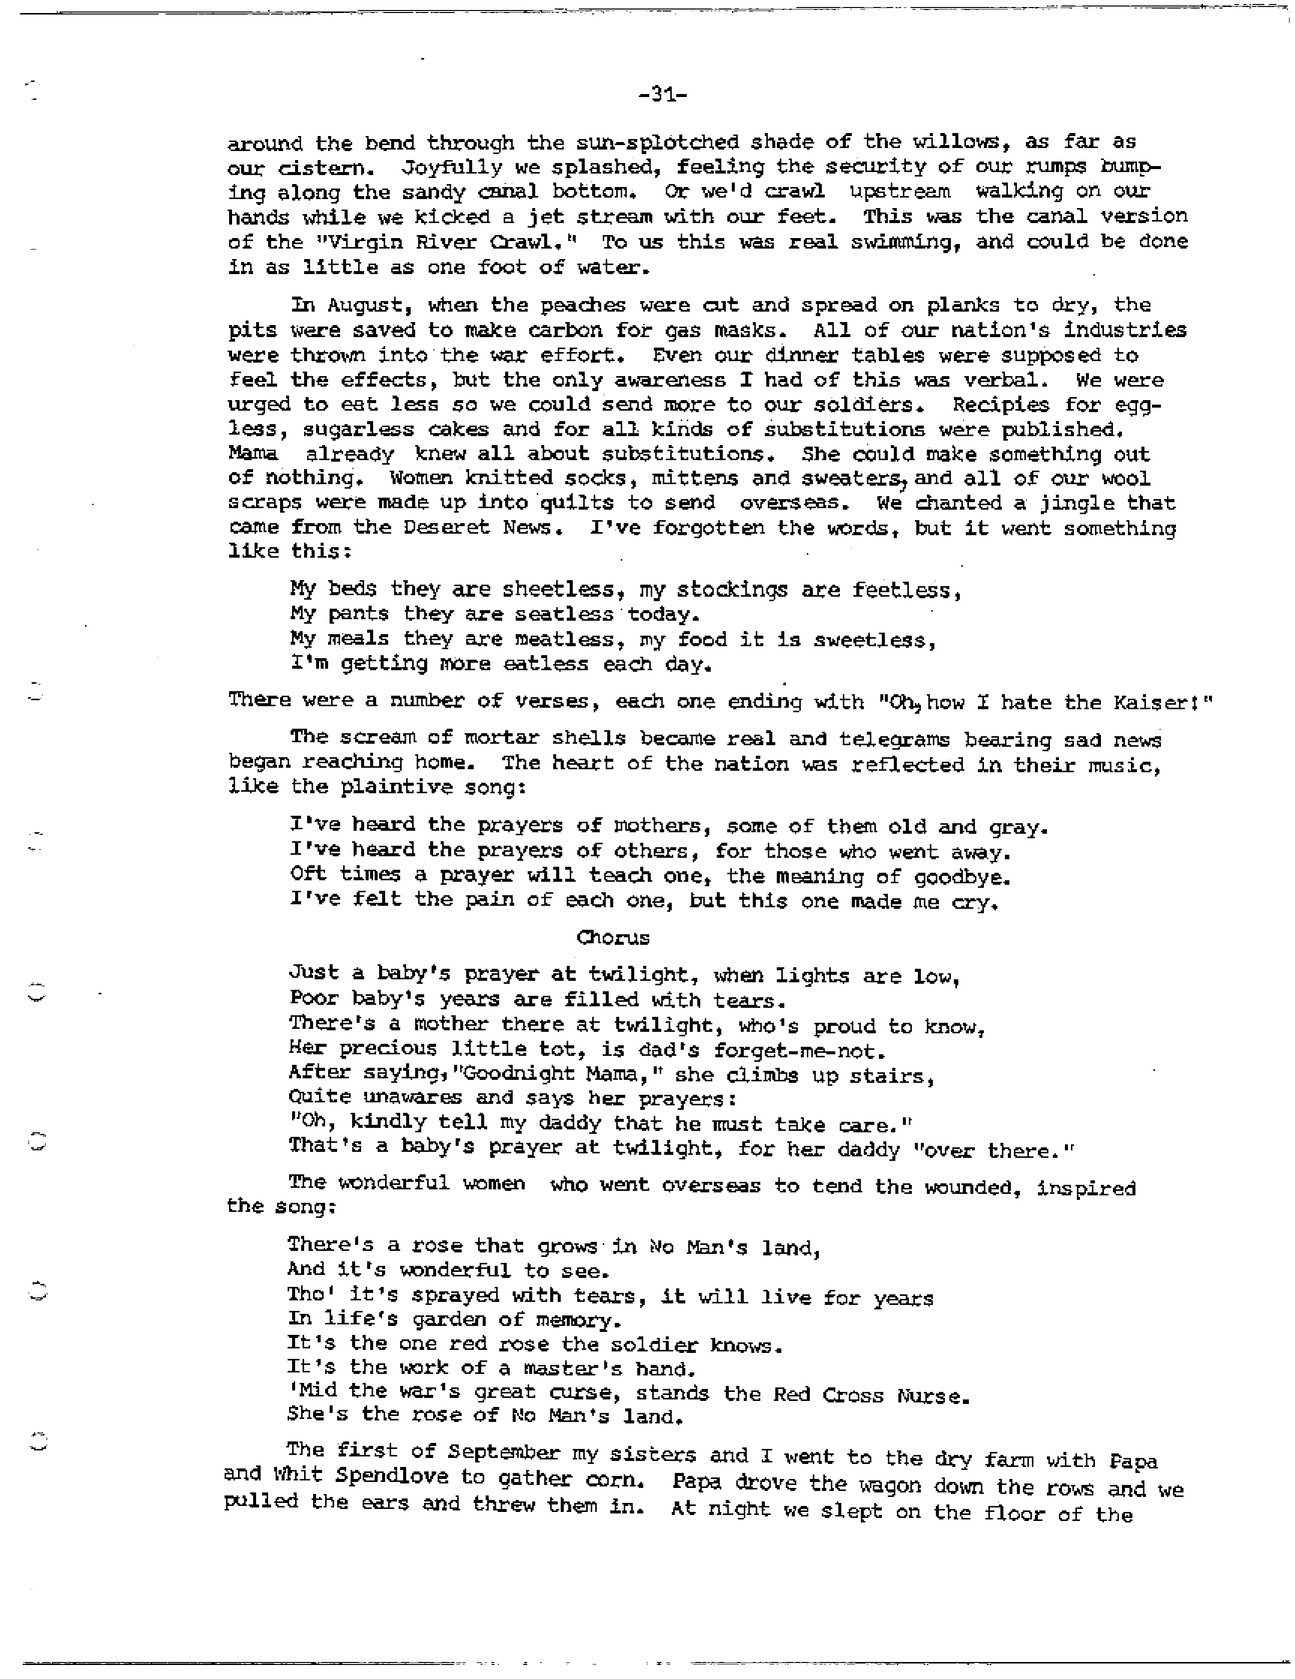 -31-
around the bend through the sun-splotched shade of the willows, as far as
our cistern. Joyfully we splashed, feeling the security of our rumps bump-
ing along the sandy canal bottom. Or we'd crawl upstream walking on our
hands while we kicked a jet stream with our feet. This was the canal version
of the "Virgin River Crawl." To us this was real swimming, and could be done
in as little as one foot of water.
In August, when the peaches were cut and spread on planks to dry, the
pits were saved to make carbon for gas masks. All of our nation's industries
were thrown into the war effort. Even our dinner tables were supposed to
feel the effects, but the only awareness I had of this was verbal. We were
urged to eat less so we could send more to our soldiers. Recipies for egg-
less, sugarless cakes and for all kinds of substitutions were published.
Mama already knew all about substitutions. She could make something out
of nothing. Women knitted socks, mittens and sweaters, and all of our wool
scraps were made up into quilts to send overseas. We chanted a jingle that
came from the Deseret News. I've forgotten the words, but it went something
like this:
My beds they are sheetless, my stockings are feetless,
My pants they are seatless today.
My meals they are meatless, my food it is sweetless,
I'm getting more eatless each day.
There were a number of verses, each one ending with "Oh, how I hate the Kaiser!"
The scream of mortar shells became real and telegrams bearing sad news
began reaching home. The heart of the nation was reflected in their music,
like the plaintive song:
I've heard the prayers of mothers, some of them old and gray.
I've heard the prayers of others, for those who went away.
Oft times a prayer will teach one, the meaning of goodbye.
I've felt the pain of each one, but this one made me cry.
Chorus
Just a baby's prayer at twilight, when lights are low,
Poor baby's years are filled with tears.
There's a mother there at twilight, who's proud to know,
Her precious little tot, is dad's forget-me-not.
After saying, "Goodnight Mama," she climbs up stairs,
Quite unawares and says her prayers:
"Oh, kindly tell my daddy that he must take care."
That's a baby's prayer at twilight, for her daddy "over there."
The wonderful women who went overseas to tend the wounded, inspired
the song:
There's a rose that grows in No Man's land,
And it's wonderful to see.
Tho' it's sprayed with tears, it will live for years
In life's garden of memory.
It's the one red rose the soldier knows.
It's the work of a master's hand.
'Mid the war's great curse, stands the Red Cross Nurse.
She's the rose of No Man's land.
The first of September my sisters and I went to the dry farm with Papa
and Whit Spendlove to gather corn. Papa drove the wagon down the rows and we
pulled the ears and threw them in. At night we slept on the floor of the